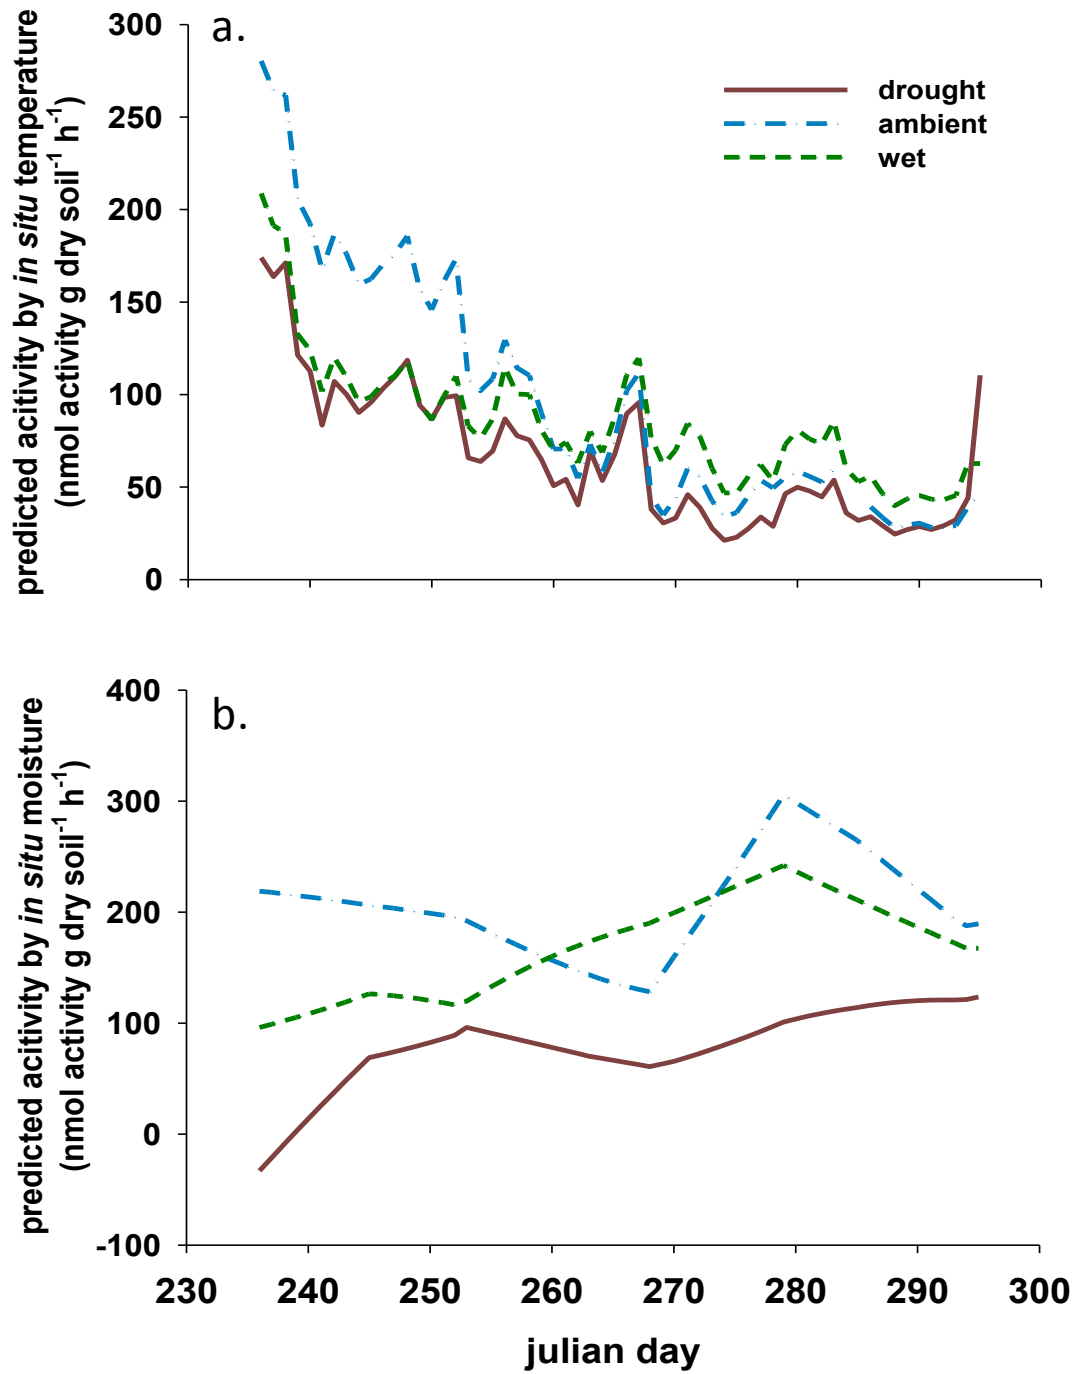 a.
predicted acitivity by in situ temperature
(nmol activity g dry soil-1 h-1)
300
250
200
150
100
50
0
drought
ambient
wet
b.
predicted acitivity by in situ moisture
(nmol activity g dry soil-1 h-1)
400
300
200
100
0
-100
230 240 250 260 270 280 290 300
julian day